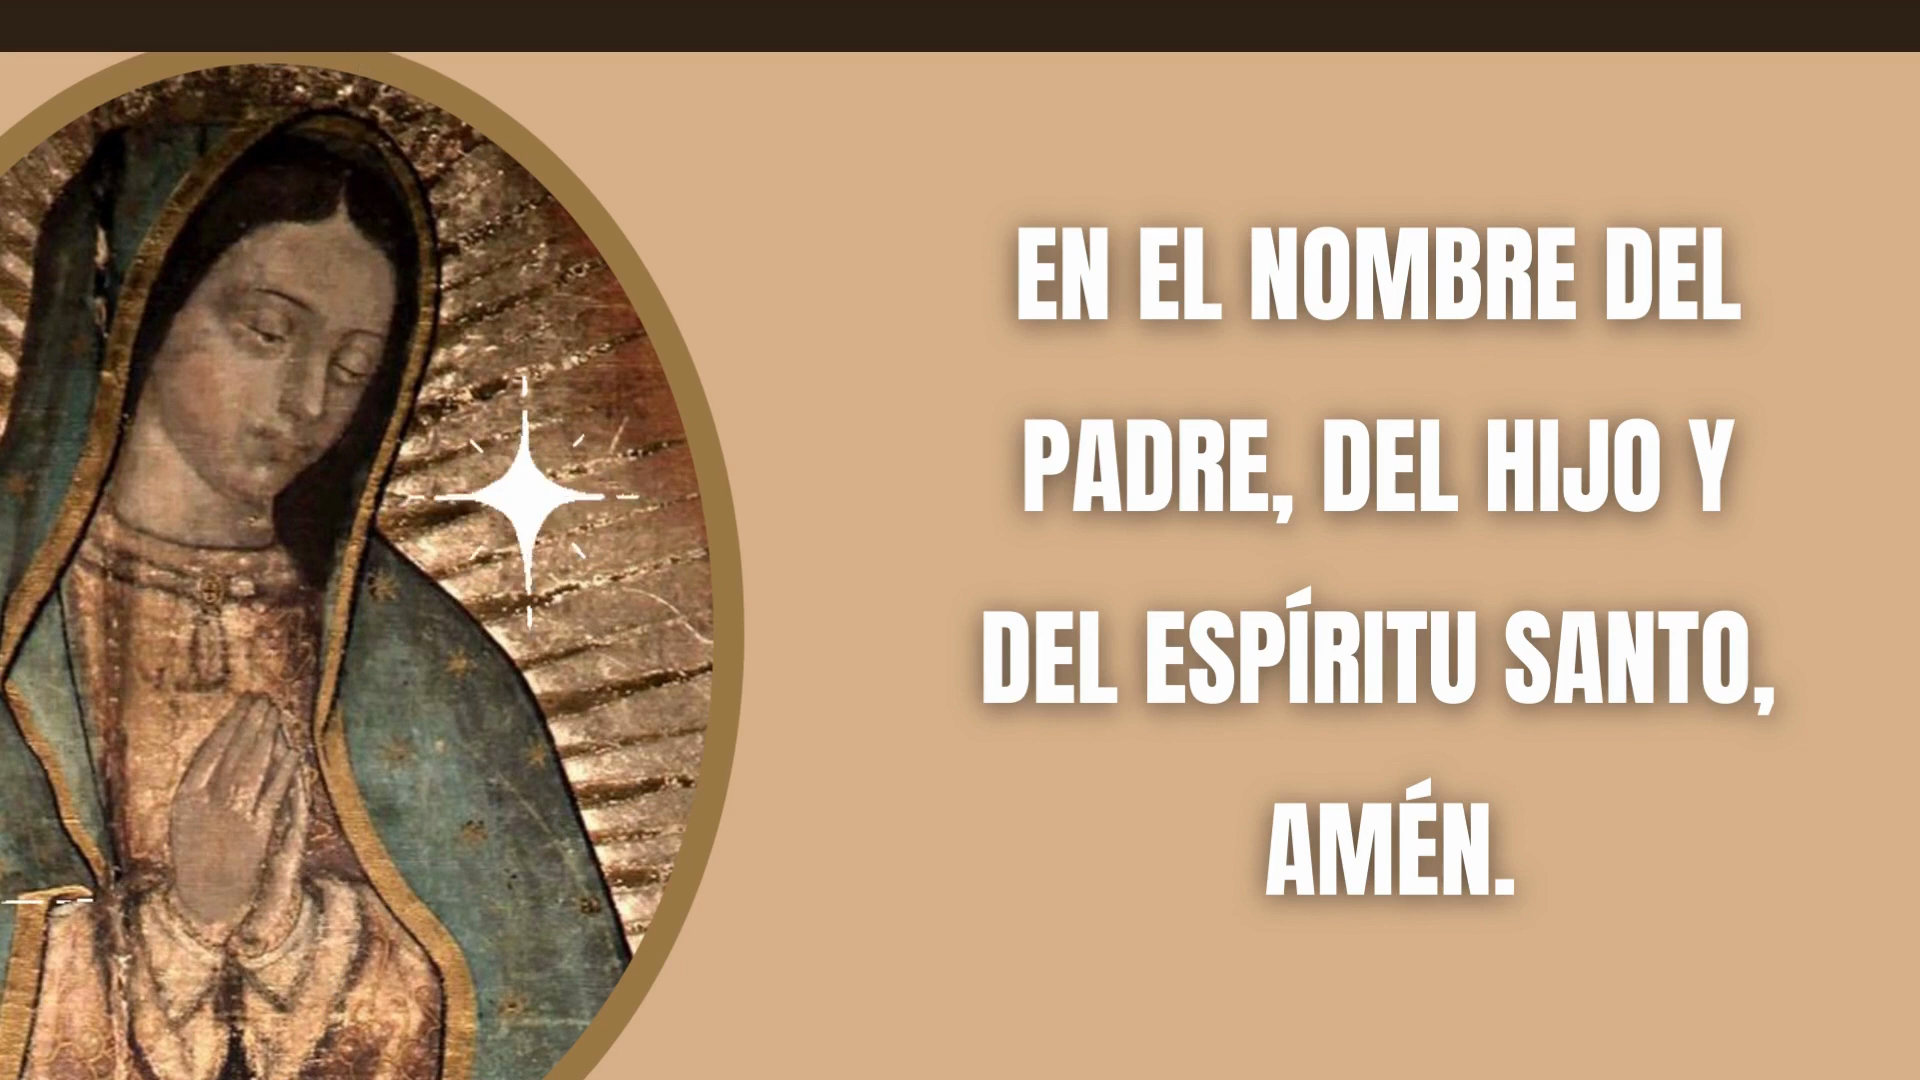 EN EL NOMBRE DEL
PADRE, DEL HIJO Y
DEL ESPÍRITU SANTO,
AMÉN.